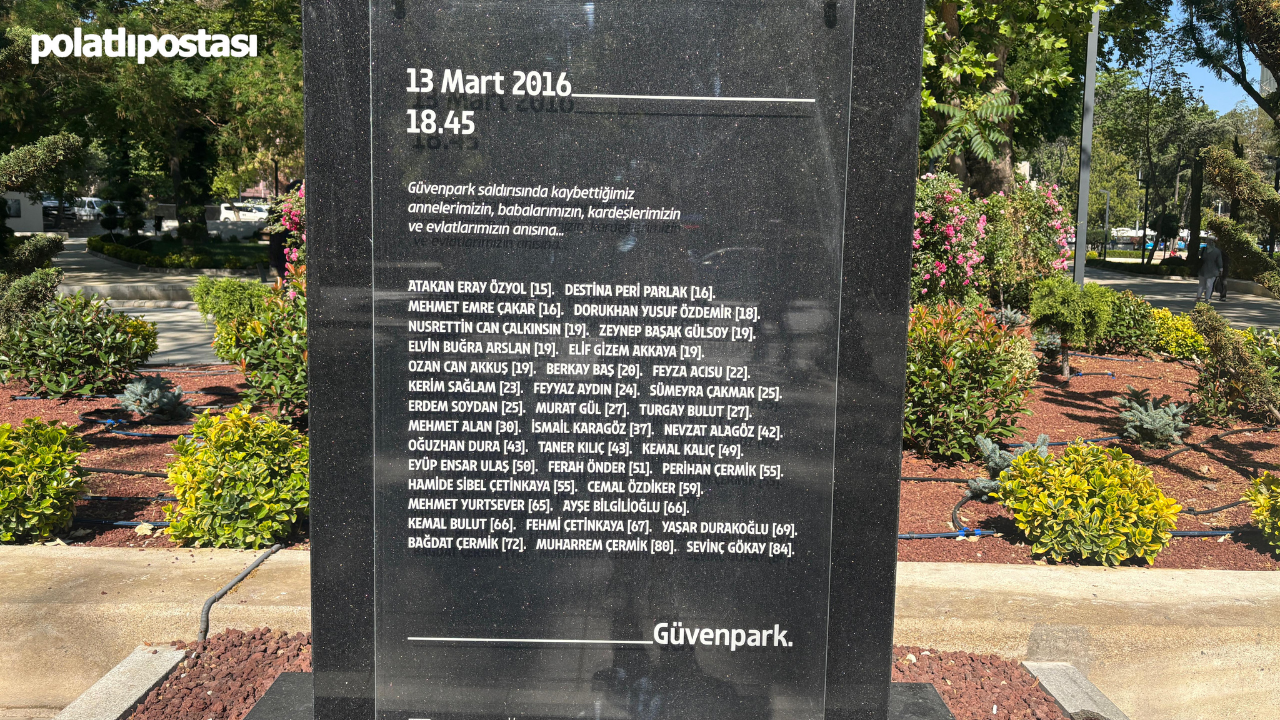 polatlıpostası
13 Mart 2016
18.45
Güvenpark saldırısında kaybettiğimiz
annelerimizin, babalarımızın, kardeşlerimizin
ve evlatlarımızın anısına...
ATAKAN ERAY ÖZYOL [15]. DESTİNA PERİ PARLAK [16].
MEHMET EMRE ÇAKAR [16]. DORUKHAN YUSUF ÖZDEMİR [18].
NUSRETTİN CAN ÇALKINSIN [19]. ZEYNEP BAŞAK GÜLSOY [19].
ELVİN BUĞRA ARSLAN [19]. ELİF GİZEM AKKAYA [19].
OZAN CAN AKKUŞ [19]. BERKAY BAŞ [20]. FEYZA ACISU [22].
KERİM SAĞLAM [23]. FEYYAZ AYDIN [24]. SÜMEYRA ÇAKMAK [25].
ERDEM SOYDAN [25]. MURAT GÜL [27]. TURGAY BULUT [27].
MEHMET ALAN [30]. İSMAİL KARAGÖZ [37]. NEVZAT ALAGÖZ [42].
OĞUZHAN DURA [43]. TANER KILIÇ [43]. KEMAL KALIÇ [49].
EYÜP ENSAR ULAŞ [50]. FERAH ÖNDER [51]. PERİHAN ÇERMİK [55].
HAMİDE SİBEL ÇETİNKAYA [55]. CEMAL ÖZDİKER [59].
MEHMET YURTSEVER [65]. AYŞE BİLGİLİOĞLU [66].
KEMAL BULUT [66]. FEHMİ ÇETİNKAYA [67]. YAŞAR DURAKOĞLU [69].
BAĞDAT ÇERMİK [72]. MUHARREM ÇERMİK [80]. SEVİNÇ GÖKAY [84].
Güvenpark.